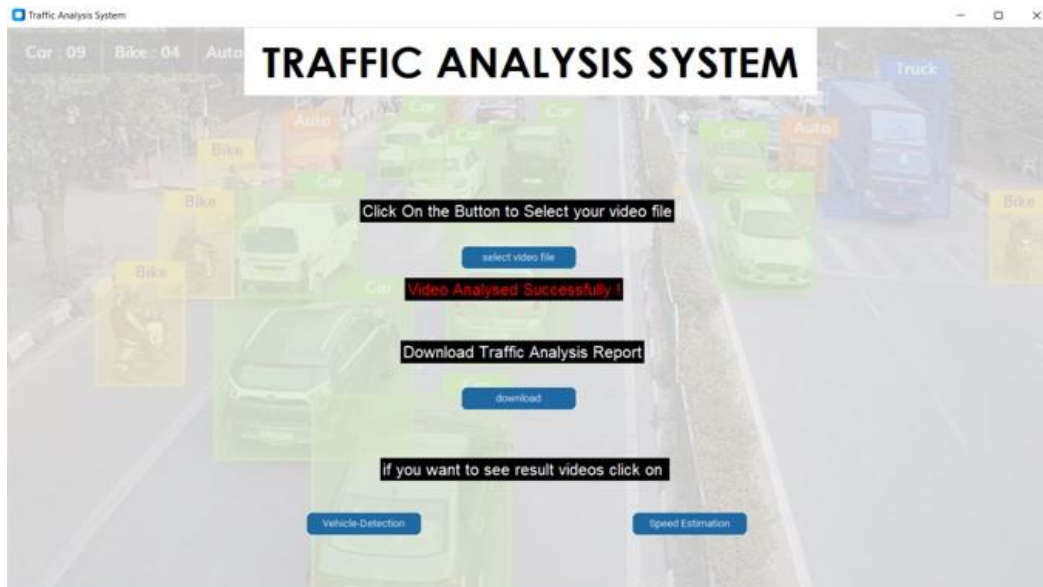 Traffic Analysis System
Car : 09 Bike : 04 Auto
TRAFFIC ANALYSIS SYSTEM
Truck
Car
Car
Auto
Car
Car
Auto
Bike
Car
Car
Bike
Bike
Click On the Button to Select your video file
select video file
Bike
Car
Video Analysed Successfully !
Download Traffic Analysis Report
download
Car
if you want to see result videos click on
Vehicle-Detection
Speed Estimation